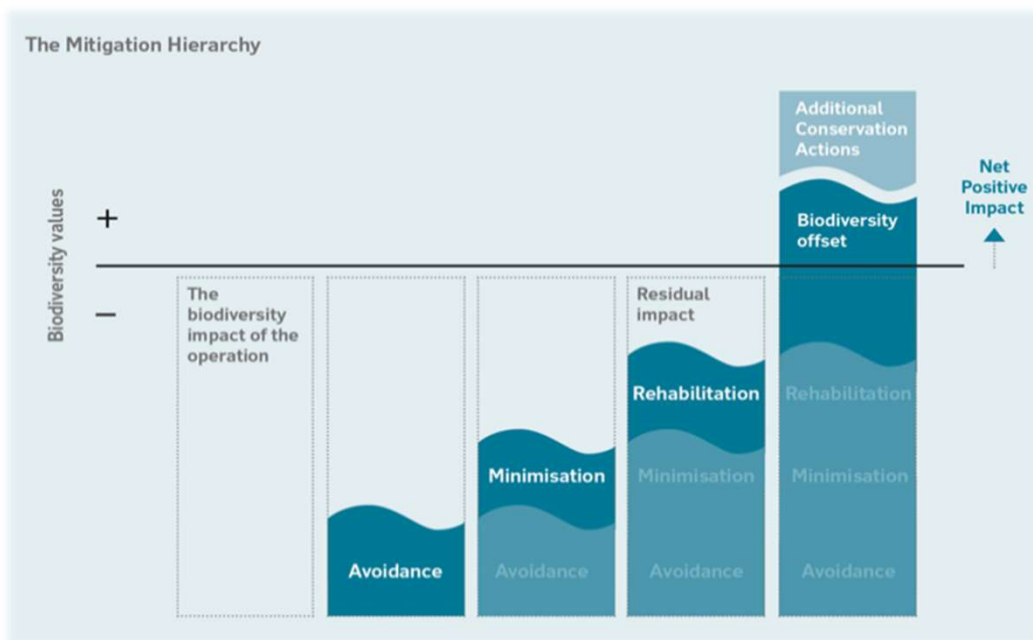 The Mitigation Hierarchy
Additional
Conservation
Actions
Net
Positive
Impact
Biodiversity values
+
Biodiversity
offset
−
The
biodiversity
impact of the
operation
Residual
impact
Rehabilitation
Rehabilitation
Minimisation
Minimisation
Minimisation
Avoidance
Avoidance
Avoidance
Avoidance